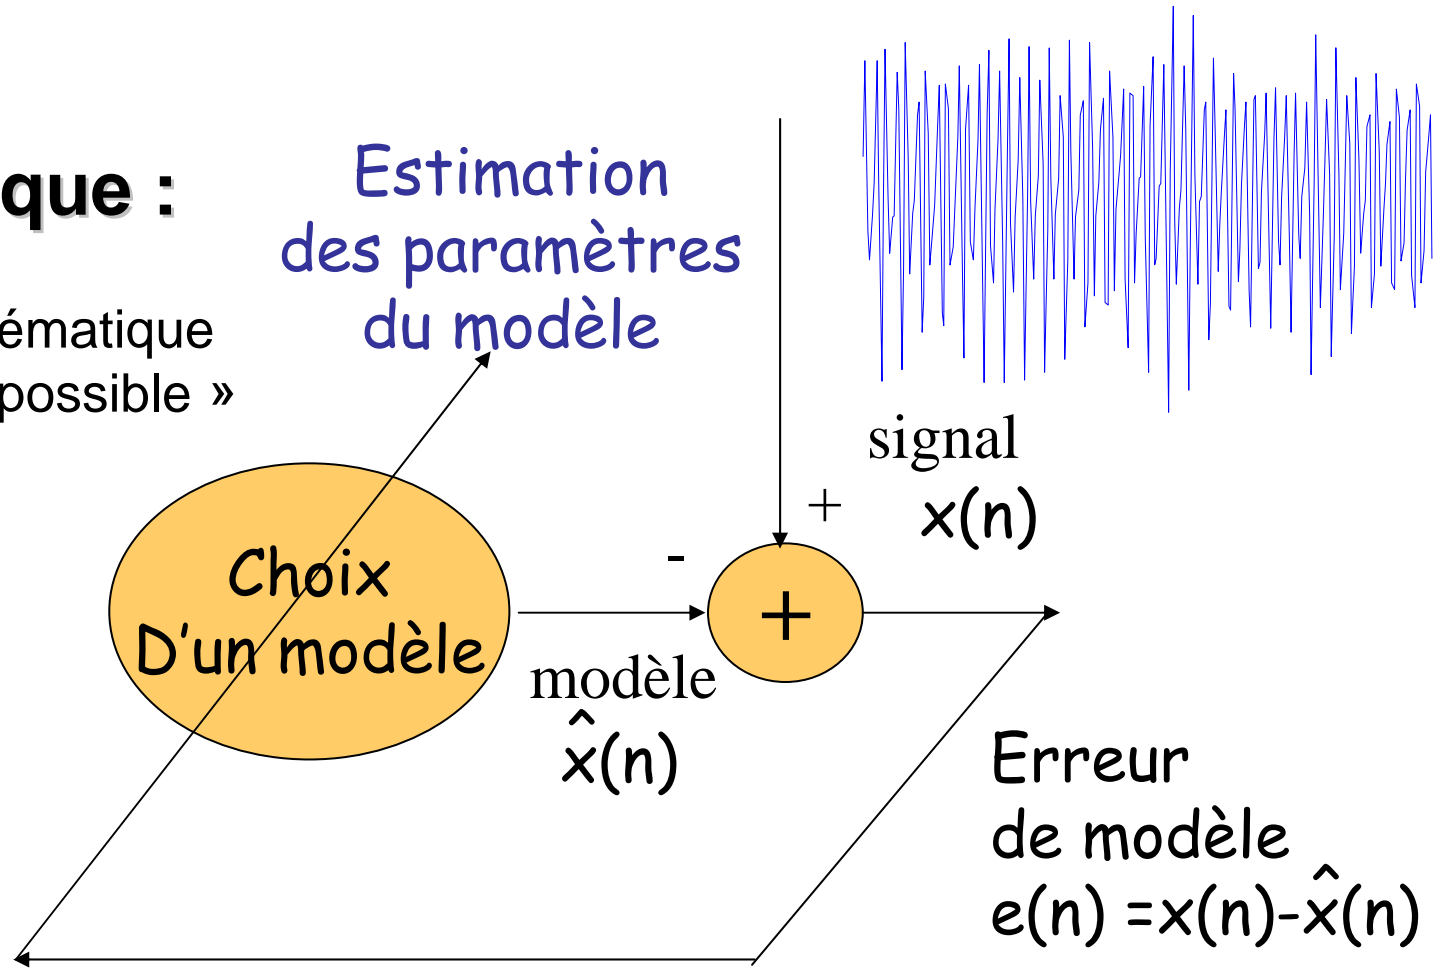 que :
ématique
possible »
Estimation
des paramètres
du modèle
signal
+
x(n)
Choix
D'un modèle
-
+
modèle
x̂(n)
Erreur
de modèle
e(n) =x(n)-x̂(n)